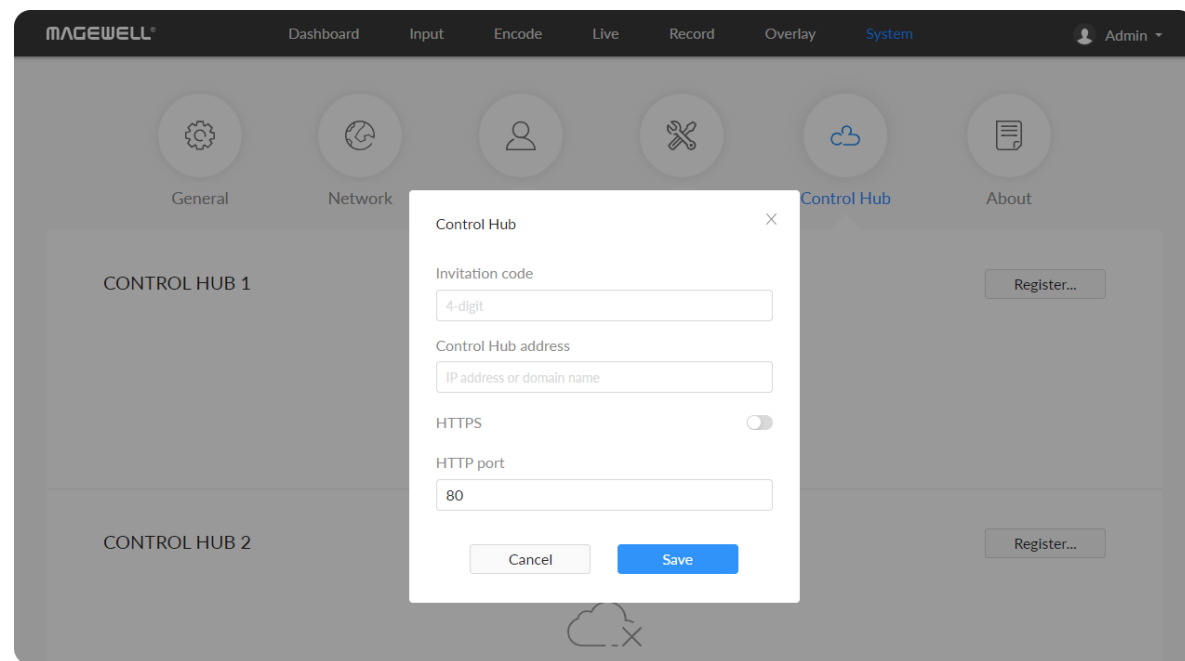 MAGEWELL®
Dashboard Input Encode Live Record Overlay System Admin
General Network Control Hub About
Control Hub
CONTROL HUB 1 Register...
Invitation code
4-digit
Control Hub address
IP address or domain name
HTTPS
HTTP port
80
CONTROL HUB 2 Register...
Cancel Save